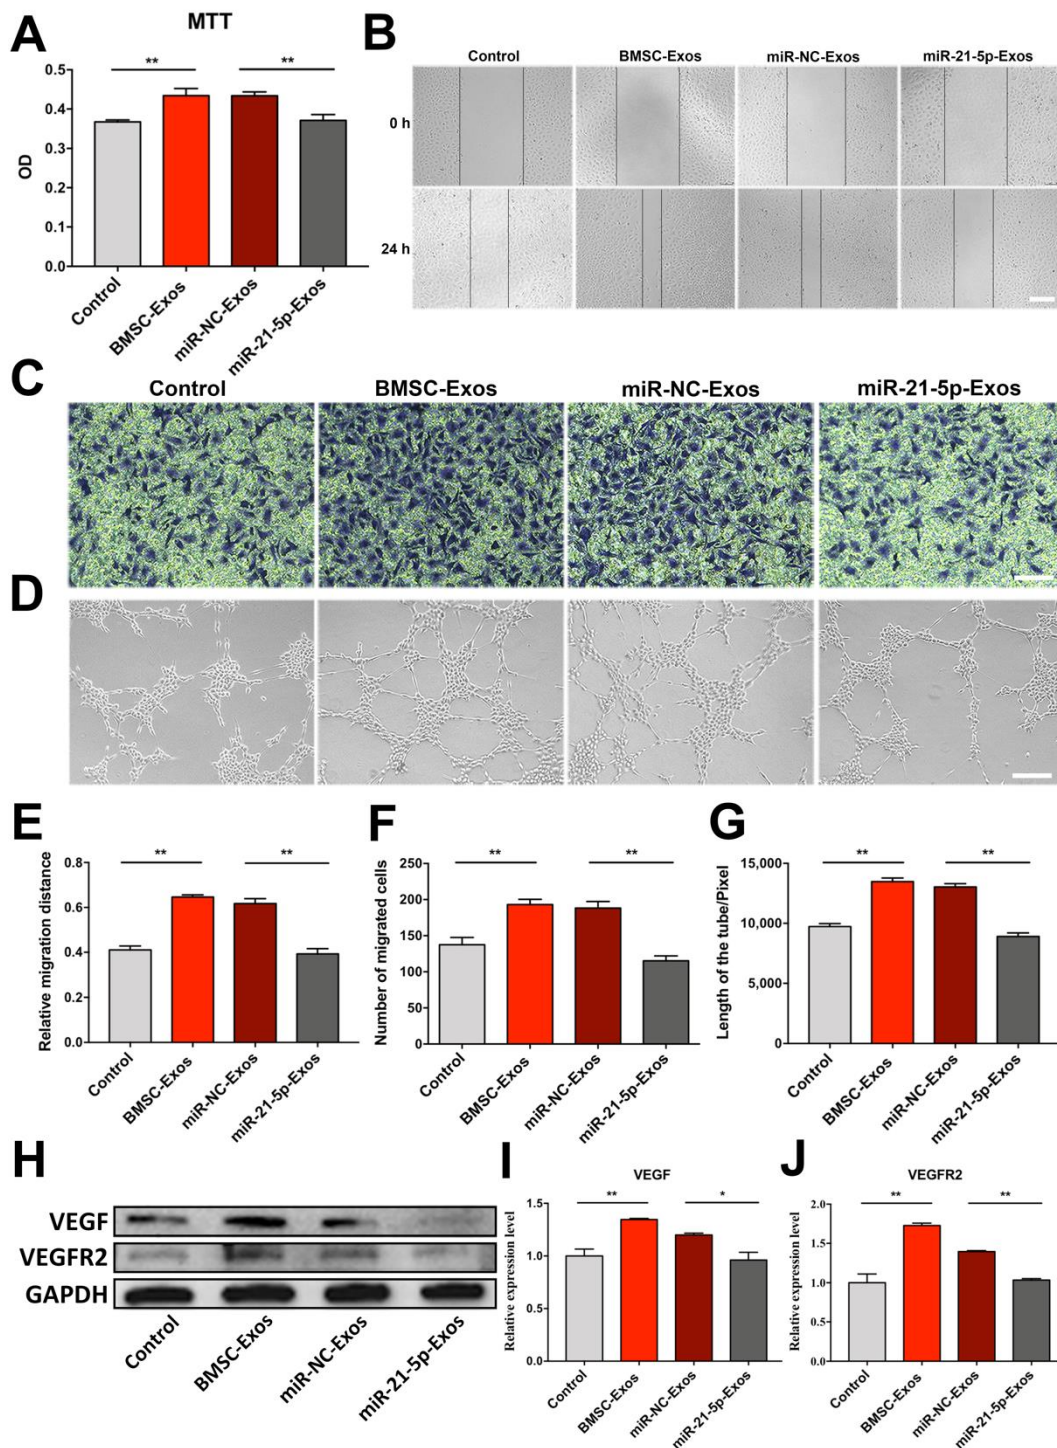 A
MTT
**
**
0.5
0.4
0.3
0.2
0.1
0.0
OD
Control
BMSC-Exos
miR-NC-Exos
miR-21-5p-Exos
B
Control
BMSC-Exos
miR-NC-Exos
miR-21-5p-Exos
0 h
24 h
C
Control
BMSC-Exos
miR-NC-Exos
miR-21-5p-Exos
D
E
**
**
0.8
0.6
0.4
0.2
0.0
Relative migration distance
Control
BMSC-Exos
miR-NC-Exos
miR-21-5p-Exos
F
**
**
250
200
150
100
50
0
Number of migrated cells
Control
BMSC-Exos
miR-NC-Exos
miR-21-5p-Exos
G
**
**
15,000
10,000
5,000
0
Length of the tube/Pixel
Control
BMSC-Exos
miR-NC-Exos
miR-21-5p-Exos
H
VEGF
VEGFR2
GAPDH
Control
BMSC-Exos
miR-NC-Exos
miR-21-5p-Exos
I
VEGF
**
*
1.5
1.0
0.5
0.0
Relative expression level
Control
BMSC-Exos
miR-NC-Exos
miR-21-5p-Exos
J
VEGFR2
**
**
2.0
1.5
1.0
0.5
0.0
Relative expression level
Control
BMSC-Exos
miR-NC-Exos
miR-21-5p-Exos